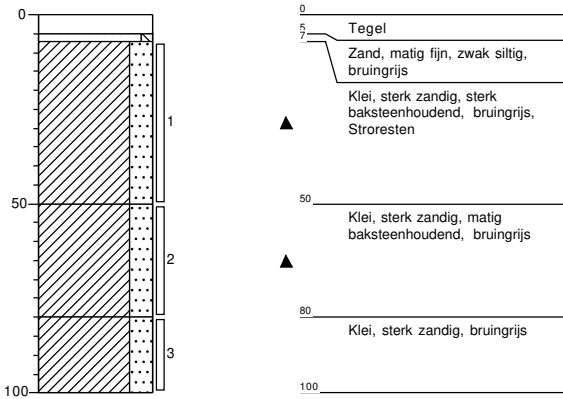 0
50
100
1
2
3
0
Tegel
5
7
Zand, matig fijn, zwak siltig,
bruingrijs
Klei, sterk zandig, sterk
baksteenhoudend, bruingrijs,
Stroresten
50
Klei, sterk zandig, matig
baksteenhoudend, bruingrijs
80
Klei, sterk zandig, bruingrijs
100